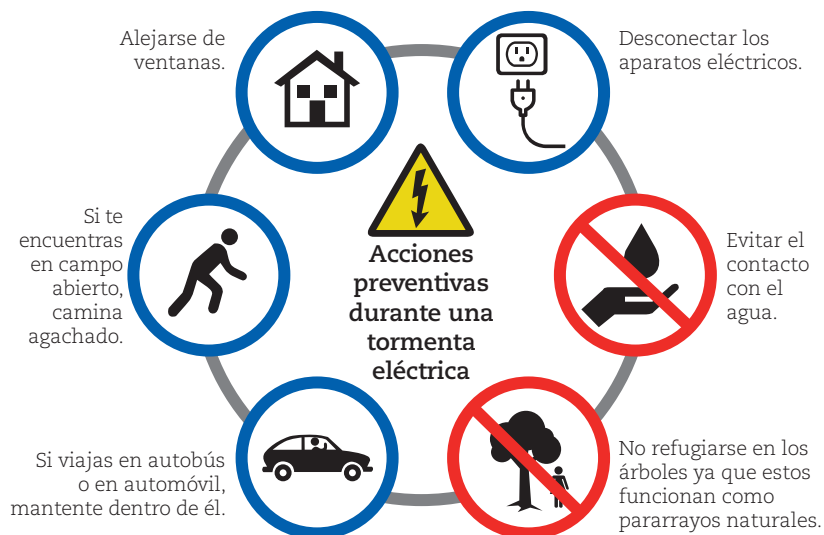 Alejarse de
ventanas.
Desconectar los
aparatos eléctricos.
Acciones
preventivas
durante una
tormenta
eléctrica
Si te
encuentras
en campo
abierto,
camina
agachado.
Evitar el
contacto
con el
agua.
Si viajas en autobús
o en automóvil,
mantente dentro de él.
No refugiarse en los
árboles ya que estos
funcionan como
pararrayos naturales.